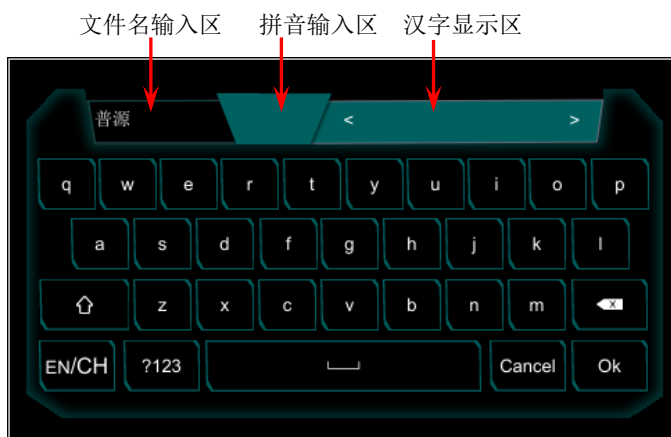 文件名输入区 拼音输入区 汉字显示区
普源 < >
q w e r t y u i o p
a s d f g h j k l
z x c v b n m x
EN/CH ?123 Cancel Ok